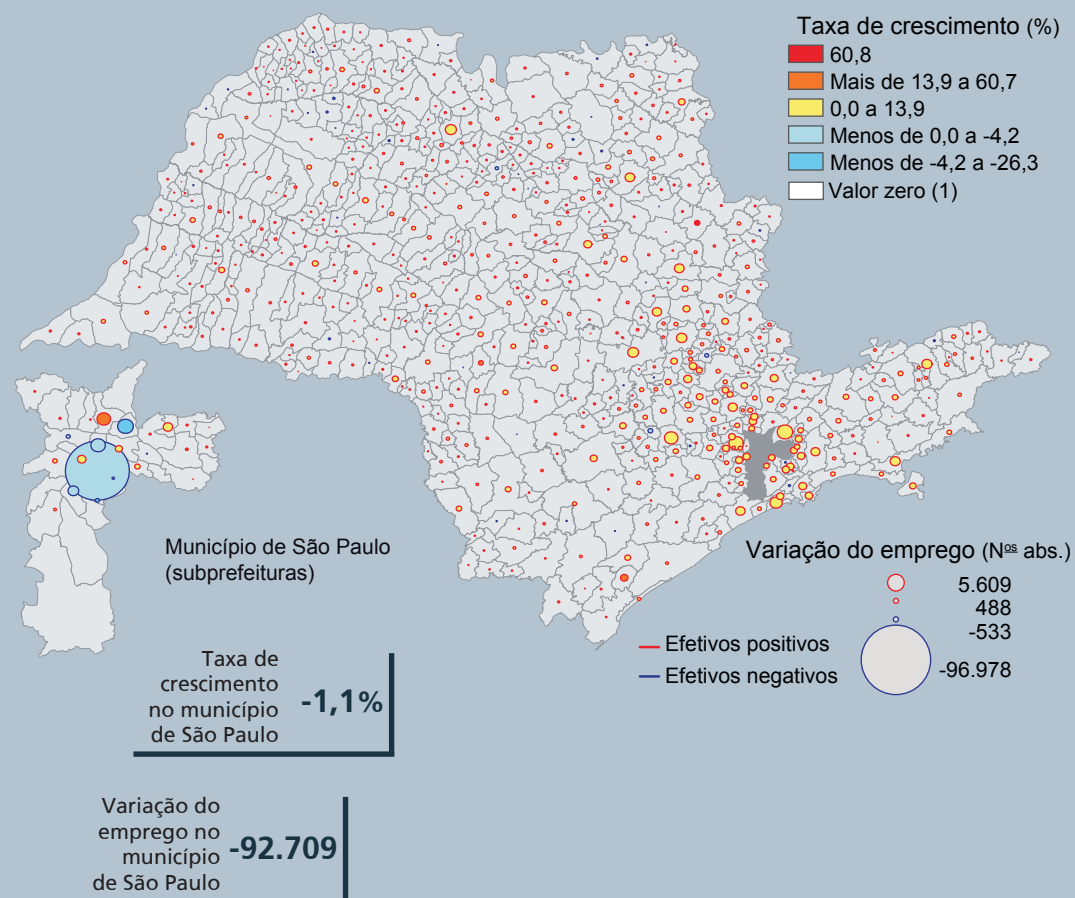 Taxa de crescimento (%)
60,8
Mais de 13,9 a 60,7
0,0 a 13,9
Menos de 0,0 a -4,2
Menos de -4,2 a -26,3
Valor zero (1)
Município de São Paulo
(subprefeituras)
Variação do emprego (Nos abs.)
5.609
488
-533
-96.978
Efetivos positivos
Efetivos negativos
Taxa de
crescimento
no município
de São Paulo
-1,1%
Variação do
emprego no
município
de São Paulo
-92.709